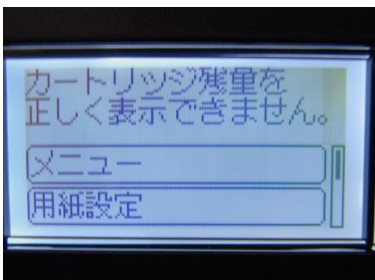 カートリッジ残量を
正しく表示できません。
メニュー
用紙設定